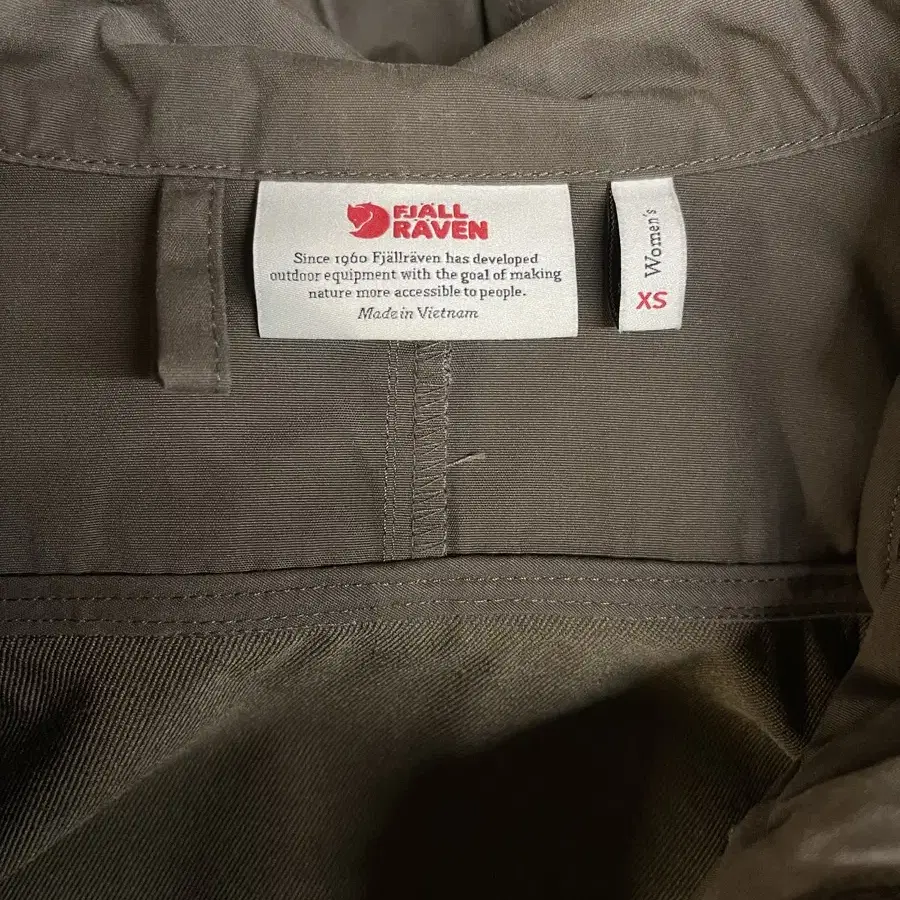 FJÄLL
RÄVEN
Since 1960 Fjällräven has developed
outdoor equipment with the goal of making
nature more accessible to people.
Made in Vietnam
Women's
XS